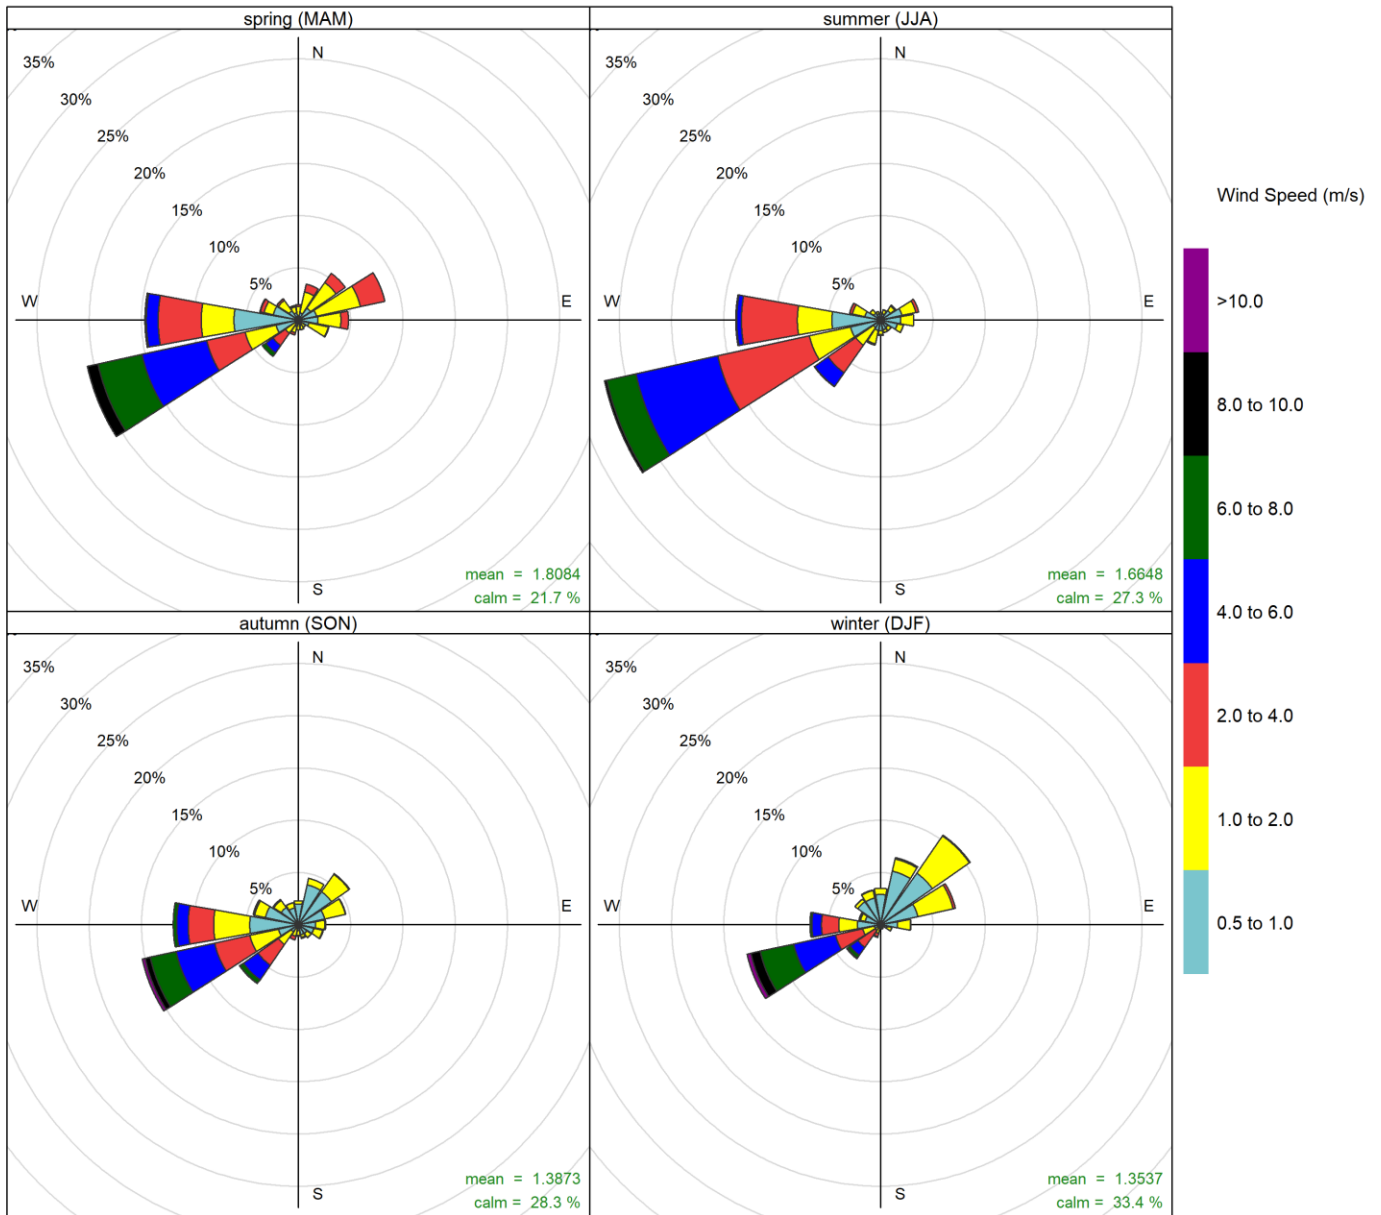 spring (MAM)
N
35%
30%
25%
20%
15%
10%
5%
W
E
S
mean = 1.8084
calm = 21.7 %
summer (JJA)
N
35%
30%
25%
20%
15%
10%
5%
W
E
S
mean = 1.6648
calm = 27.3 %
autumn (SON)
N
35%
30%
25%
20%
15%
10%
5%
W
E
S
mean = 1.3873
calm = 28.3 %
winter (DJF)
N
35%
30%
25%
20%
15%
10%
5%
W
E
S
mean = 1.3537
calm = 33.4 %
Wind Speed (m/s)
>10.0
8.0 to 10.0
6.0 to 8.0
4.0 to 6.0
2.0 to 4.0
1.0 to 2.0
0.5 to 1.0